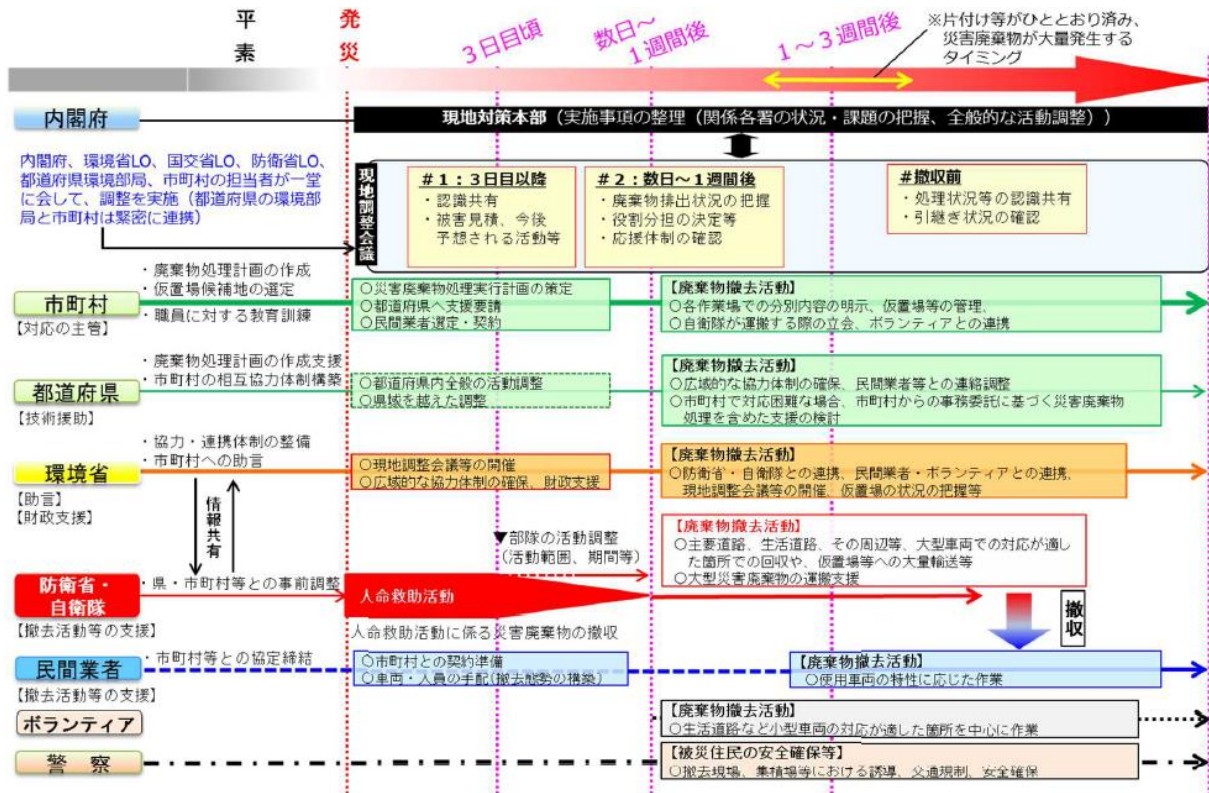 平素
発災
3日目頃
数日～
1週間後
1～3週間後
※片付け等がひととおり済み、
災害廃棄物が大量発生する
タイミング
内閣府
現地対策本部（実施事項の整理（関係各署の状況・課題の把握、全般的な活動調整））
内閣府、環境省LO、国交省LO、防衛省LO、
都道府県環境部局、市町村の担当者が一堂
に会して、調整を実施（都道府県の環境部
局と市町村は緊密に連携）
現地調整会議
＃1：3日目以降
・認識共有
・被害見積、今後
予想される活動等
＃2：数日～1週間後
・廃棄物排出状況の把握
・役割分担の決定等
・応援体制の確認
＃撤収前
・処理状況等の認識共有
・引継ぎ状況の確認
市町村
【対応の主管】
・廃棄物処理計画の作成
・仮置場候補地の選定
・職員に対する教育訓練
○災害廃棄物処理実行計画の策定
○都道府県へ支援要請
○民間業者選定・契約
【廃棄物撤去活動】
○各作業場での分別内容の明示、仮置場等の管理、
○自衛隊が運搬する際の立会、ボランティアとの連携
都道府県
【技術援助】
・廃棄物処理計画の作成支援
・市町村の相互協力体制構築
○都道府県内全般の活動調整
○県域を越えた調整
【廃棄物撤去活動】
○広域的な協力体制の確保、民間業者等との連絡調整
○市町村で対応困難な場合、市町村からの事務委託に基づく災害廃棄物
処理を含めた支援の検討
環境省
【助言】
【財政支援】
・協力・連携体制の整備
・市町村への助言
○現地調整会議等の開催
○広域的な協力体制の確保、財政支援
【廃棄物撤去活動】
○防衛省・自衛隊との連携、民間業者・ボランティアとの連携、
現地調整会議等の開催、仮置場の状況の把握等
情報共有
▼部隊の活動調整
（活動範囲、期間等）
【廃棄物撤去活動】
○主要道路、生活道路、その周辺等、大型車両での対応が適し
た箇所での回収や、仮置場等への大量輸送等
○大型災害廃棄物の運搬支援
防衛省・
自衛隊
【撤去活動等の支援】
・県・市町村等との事前調整
人命救助活動
人命救助活動に係る災害廃棄物の撤収
撤収
民間業者
【撤去活動等の支援】
・市町村等との協定締結
○市町村との契約準備
○車両・人員の手配(撤去態勢の構築）
【廃棄物撤去活動】
○使用車両の特性に応じた作業
ボランティア
【廃棄物撤去活動】
○生活道路など小型車両の対応が適した箇所を中心に作業
警察
【被災住民の安全確保等】
○撤去現場、集積場等における誘導、交通規制、安全確保